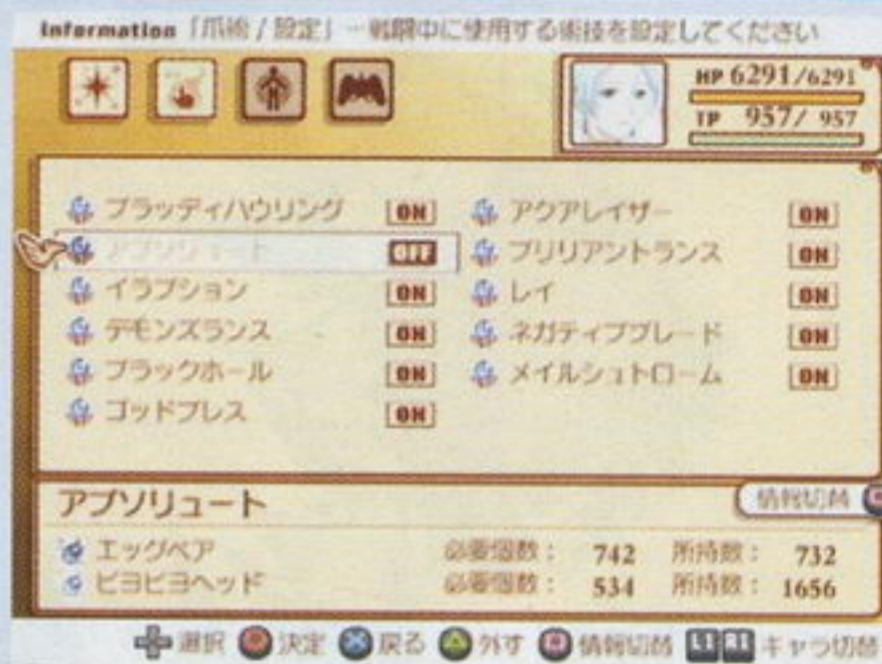 Information「爪術 / 設定」－戦闘中に使用する術技を設定してください
HP 6291/6291
TP 957/ 957
ブラッディハウリング ON
アクアレイザー ON
アブソリュート OFF
ブリリアントランス ON
イラプション ON
レイ ON
デモンズランス ON
ネガティブブレード ON
ブラックホール ON
メイルシュトローム ON
ゴッドプレス ON
アブソリュート
情報切替
エッグベア 必要個数： 742 所持数： 732
ピヨピヨヘッド 必要個数： 534 所持数： 1656
選択 決定 戻る 外す 情報切替 L1 R1 キャラ切替